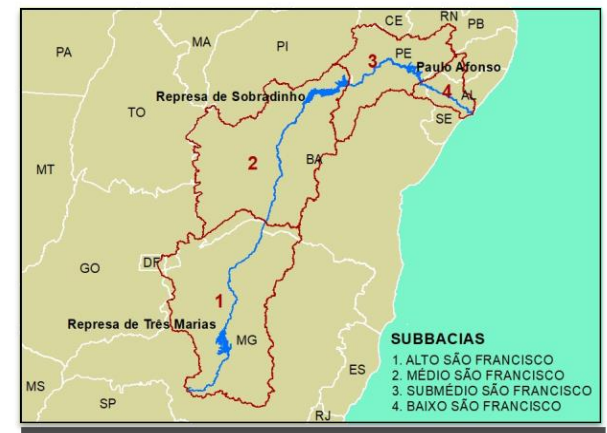 CE
RN
PB
PA
MA
PI
3
PE
Paulo Afonso
Represa de Sobradinho
4
AL
TO
SE
2
BA
MT
GO
DF
1
Represa de Três Marias
MG
SUBBACIAS
1. ALTO SÃO FRANCISCO
2. MÉDIO SÃO FRANCISCO
3. SUBMÉDIO SÃO FRANCISCO
4. BAIXO SÃO FRANCISCO
ES
MS
SP
RJ